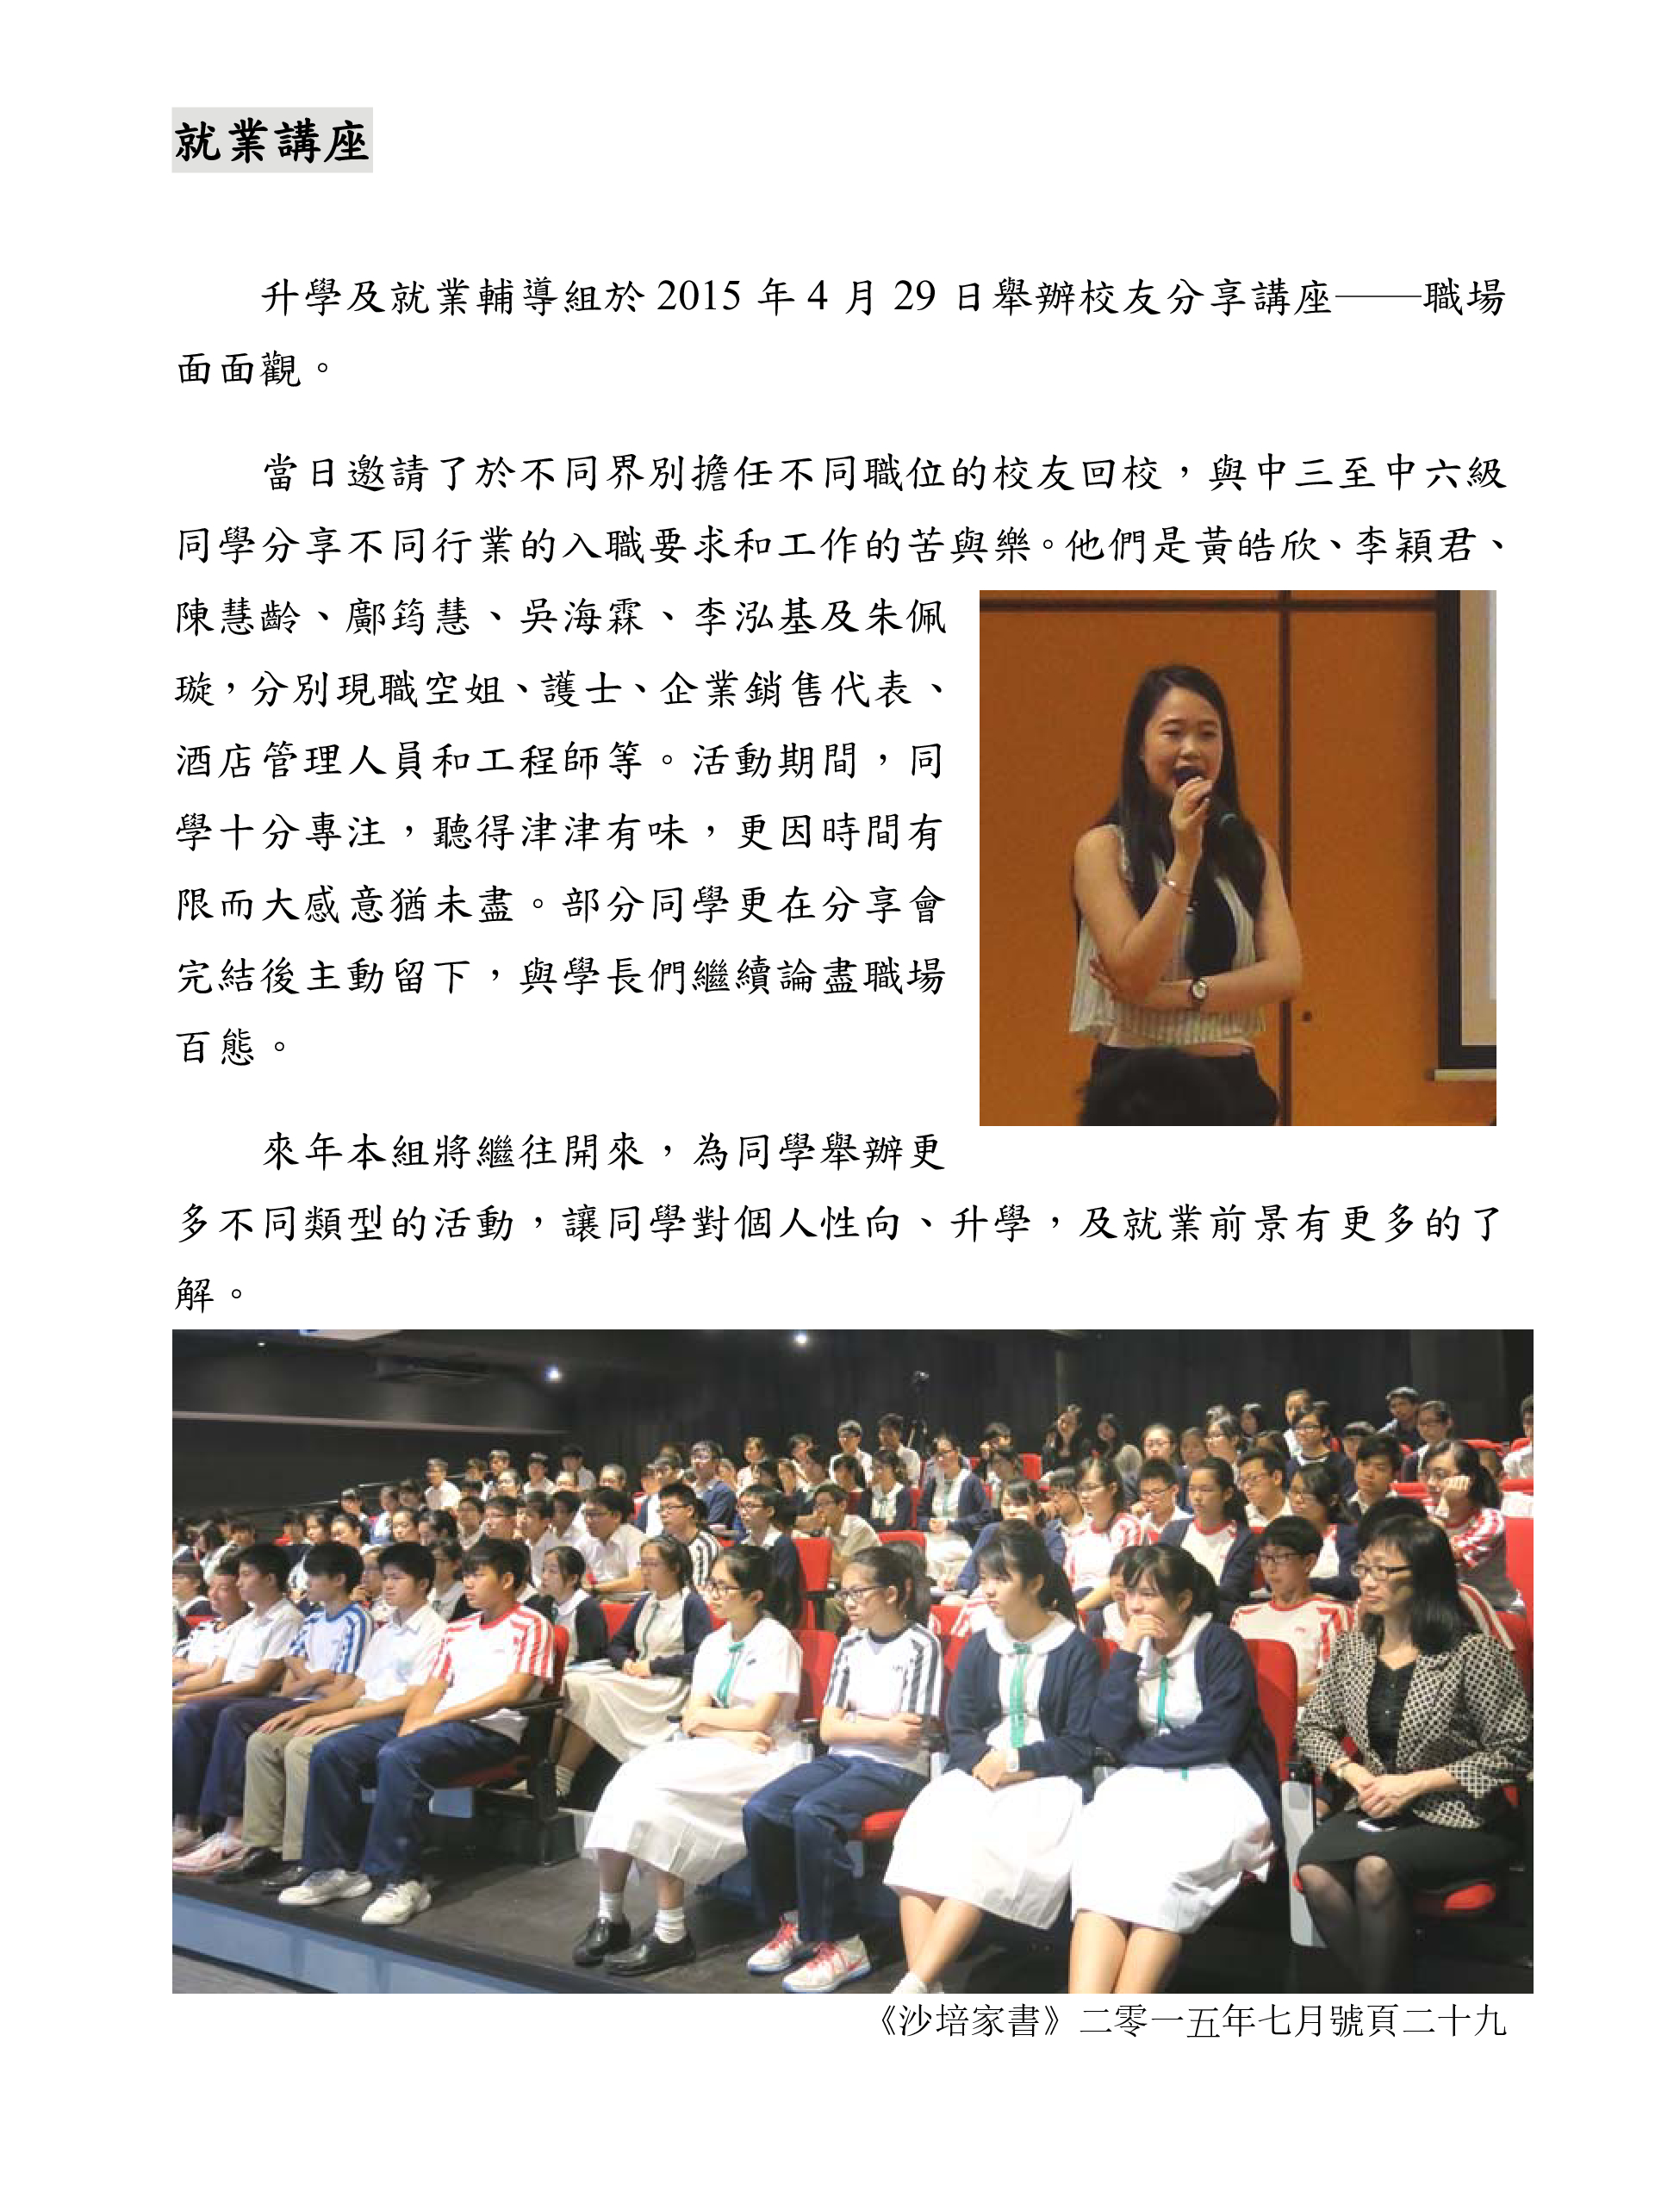 就業講座
升學及就業輔導組於 2015 年 4 月 29 日舉辦校友分享講座——職場
面面觀。
當日邀請了於不同界別擔任不同職位的校友回校，與中三至中六級
同學分享不同行業的入職要求和工作的苦與樂。他們是黃皓欣、李穎君、
陳慧齡、鄺筠慧、吳海霖、李泓基及朱佩
璇，分別現職空姐、護士、企業銷售代表、
酒店管理人員和工程師等。活動期間，同
學十分專注，聽得津津有味，更因時間有
限而大感意猶未盡。部分同學更在分享會
完結後主動留下，與學長們繼續論盡職場
百態。
來年本組將繼往開來，為同學舉辦更
多不同類型的活動，讓同學對個人性向、升學，及就業前景有更多的了
解。
《沙培家書》二零一五年七月號頁二十九